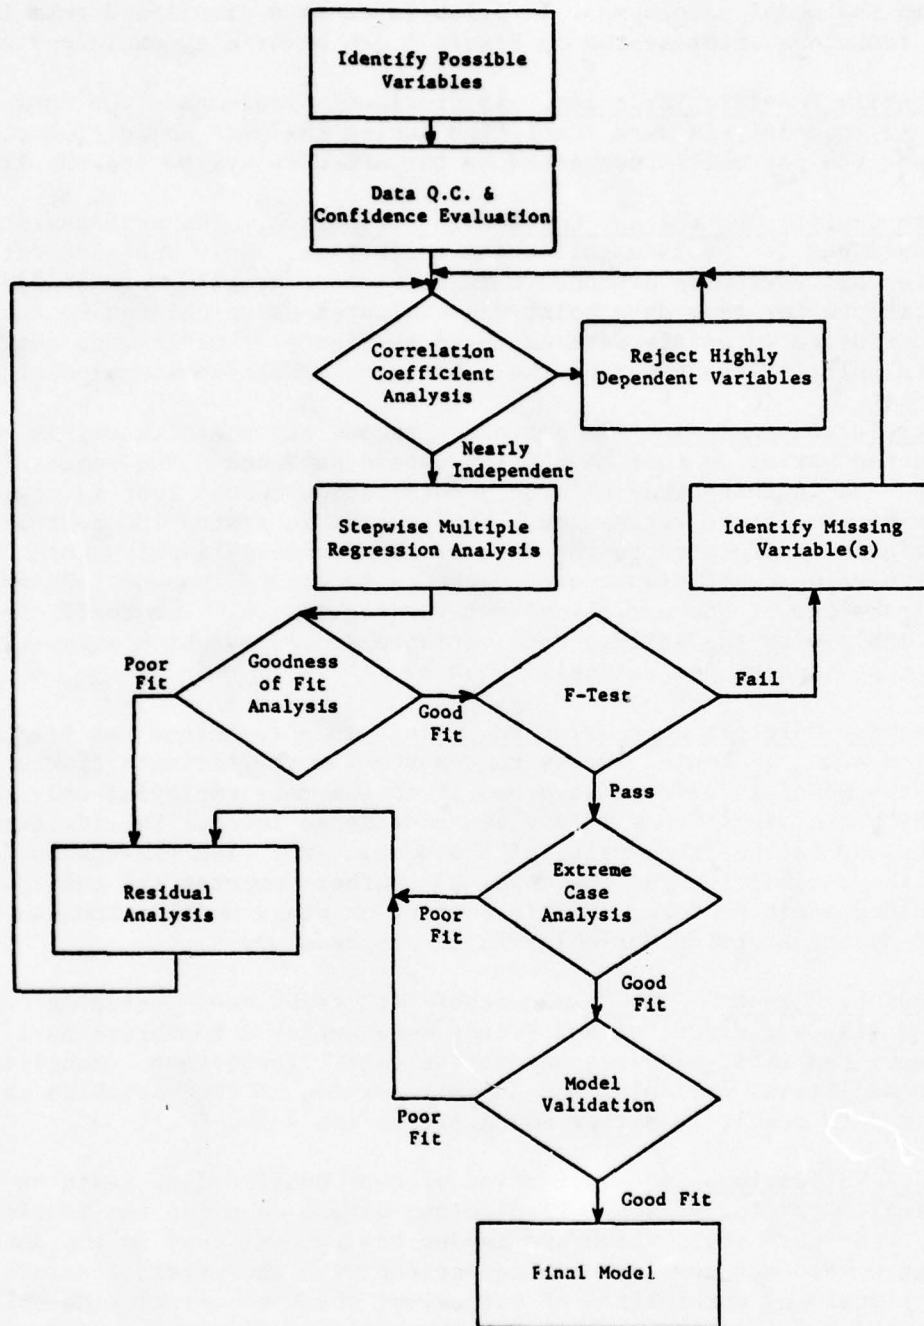 Identify Possible
Variables
Data Q.C. &
Confidence Evaluation
Correlation
Coefficient
Analysis
Reject Highly
Dependent Variables
Nearly
Independent
Stepwise Multiple
Regression Analysis
Identify Missing
Variable(s)
Poor
Fit
Goodness
of Fit
Analysis
Good
Fit
F-Test
Fail
Pass
Residual
Analysis
Extreme
Case
Analysis
Poor
Fit
Good
Fit
Model
Validation
Poor
Fit
Good Fit
Final Model